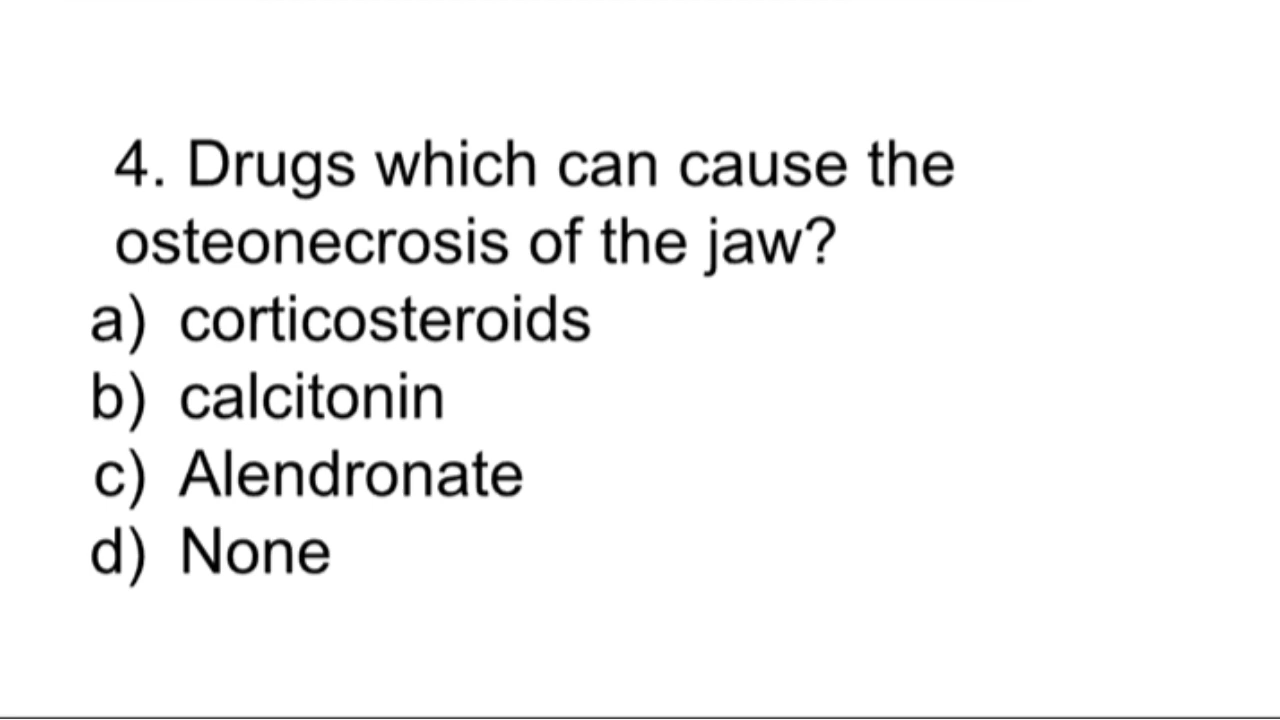 4. Drugs which can cause the
osteonecrosis of the jaw?
a) corticosteroids
b) calcitonin
c) Alendronate
d) None